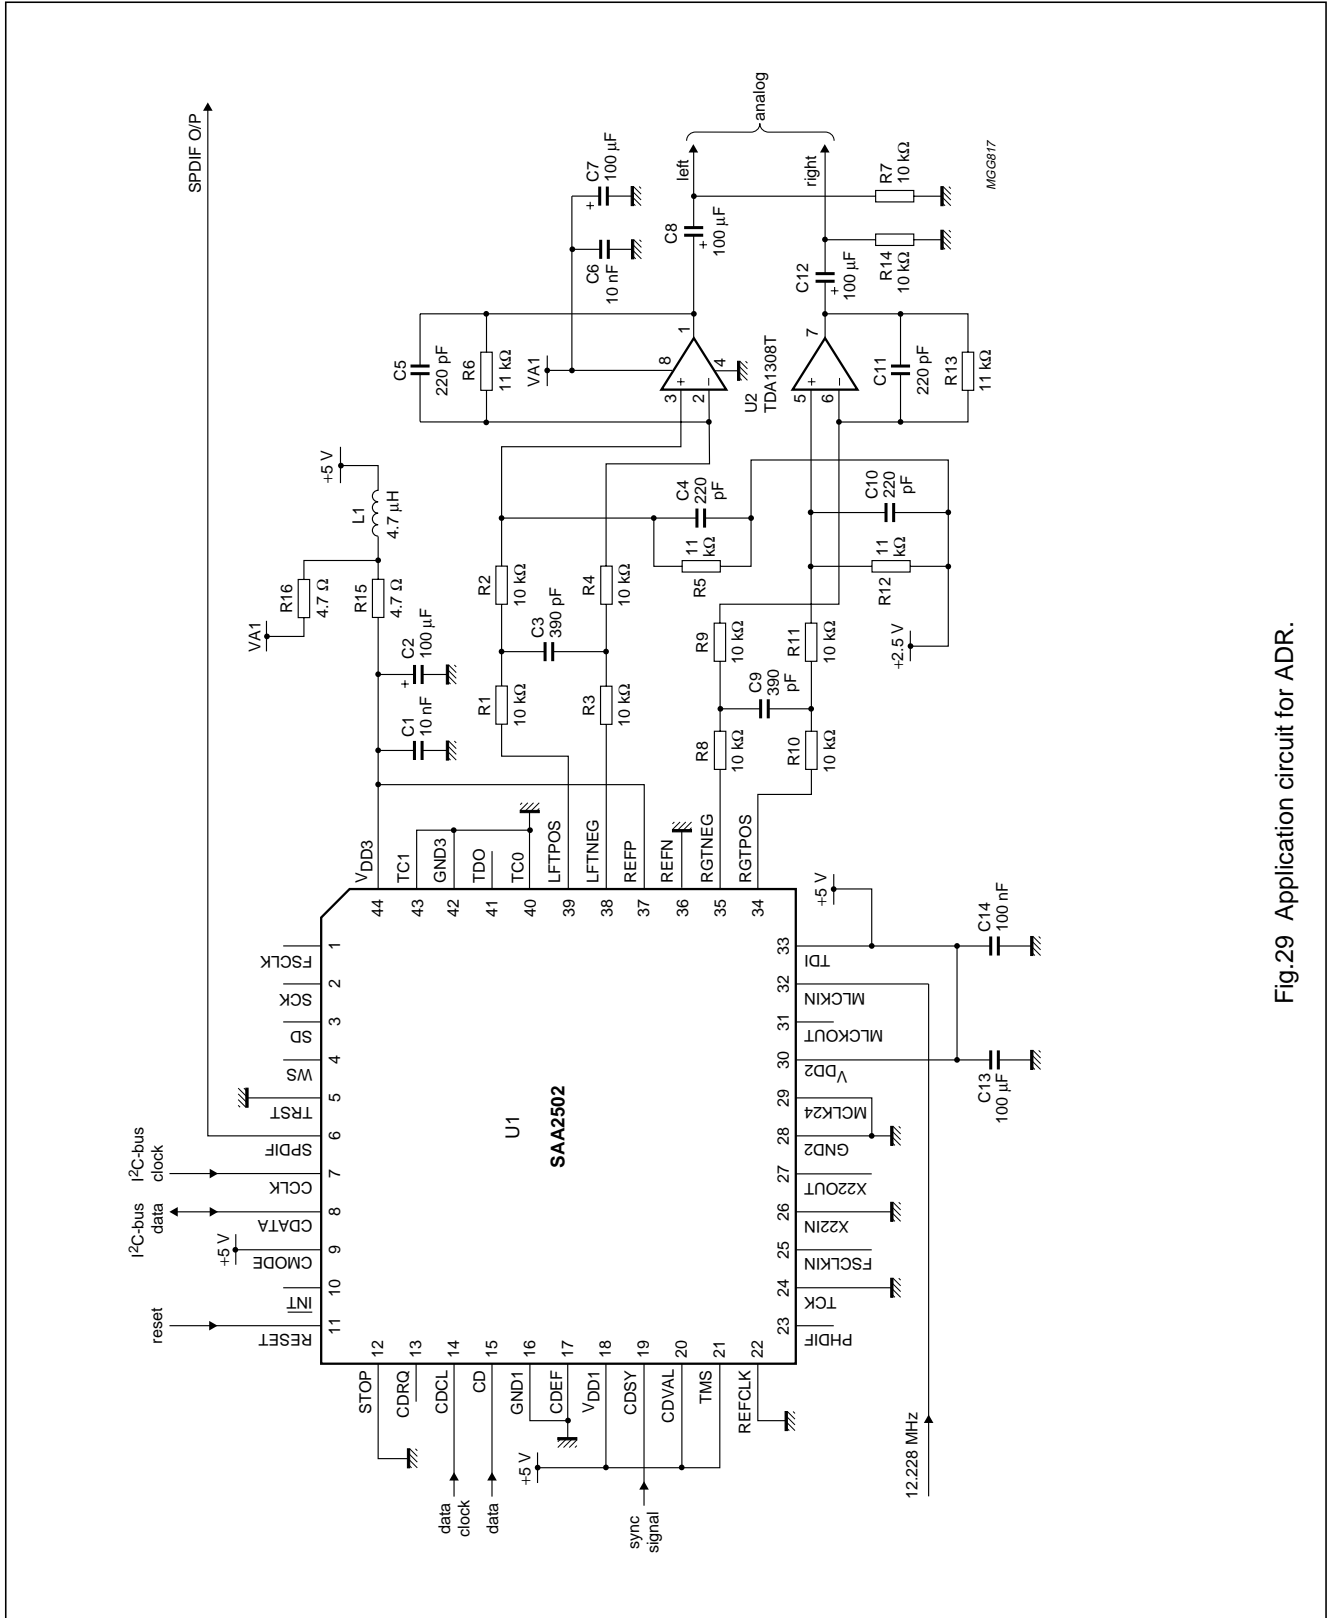 SPDIF O/P
I2C-bus
clock
I2C-bus
data
+5 V
reset
FSCLK
1
SCK
2
SD
3
WS
4
TRST
5
SPDIF
6
CCLK
7
CDATA
8
CMODE
9
INT
10
RESET
11
U1
SAA2502
STOP
12
CDRQ
13
CDCL
14
CD
15
GND1
16
CDEF
17
VDD1
18
CDSY
19
CDVAL
20
TMS
21
REFCLK
22
data
clock
data
+5 V
sync
signal
12.228 MHz
23
PHDIF
24
TCK
25
FSCLKIN
26
X22IN
27
X22OUT
28
GND2
29
MCLK24
30
VDD2
31
MLCKOUT
32
MLCKIN
33
TDI
+5 V
C13
100 μF
C14
100 nF
VDD3
44
TC1
43
GND3
42
TDO
41
TC0
40
LFTPOS
39
LFTNEG
38
REFP
37
REFN
36
RGTNEG
35
RGTPOS
34
C1
10 nF
C2
100 μF
+
VA1
R16
4.7 Ω
R15
4.7 Ω
L1
4.7 μH
+5 V
R1
10 kΩ
R2
10 kΩ
C3
390 pF
R3
10 kΩ
R4
10 kΩ
R8
10 kΩ
R9
10 kΩ
C9
390
pF
R10
10 kΩ
R11
10 kΩ
R5
11
kΩ
C4
220
pF
R12
11
kΩ
C10
220
pF
+2.5 V
C5
220 pF
R6
11 kΩ
VA1
3
+
2
−
8
4
1
U2
TDA1308T
5
+
6
−
7
C11
220 pF
R13
11 kΩ
C6
10 nF
C7
100 μF
+
C8
100 μF
+
C12
100 μF
+
left
right
analog
R14
10 kΩ
R7
10 kΩ
MGG817
Fig.29 Application circuit for ADR.